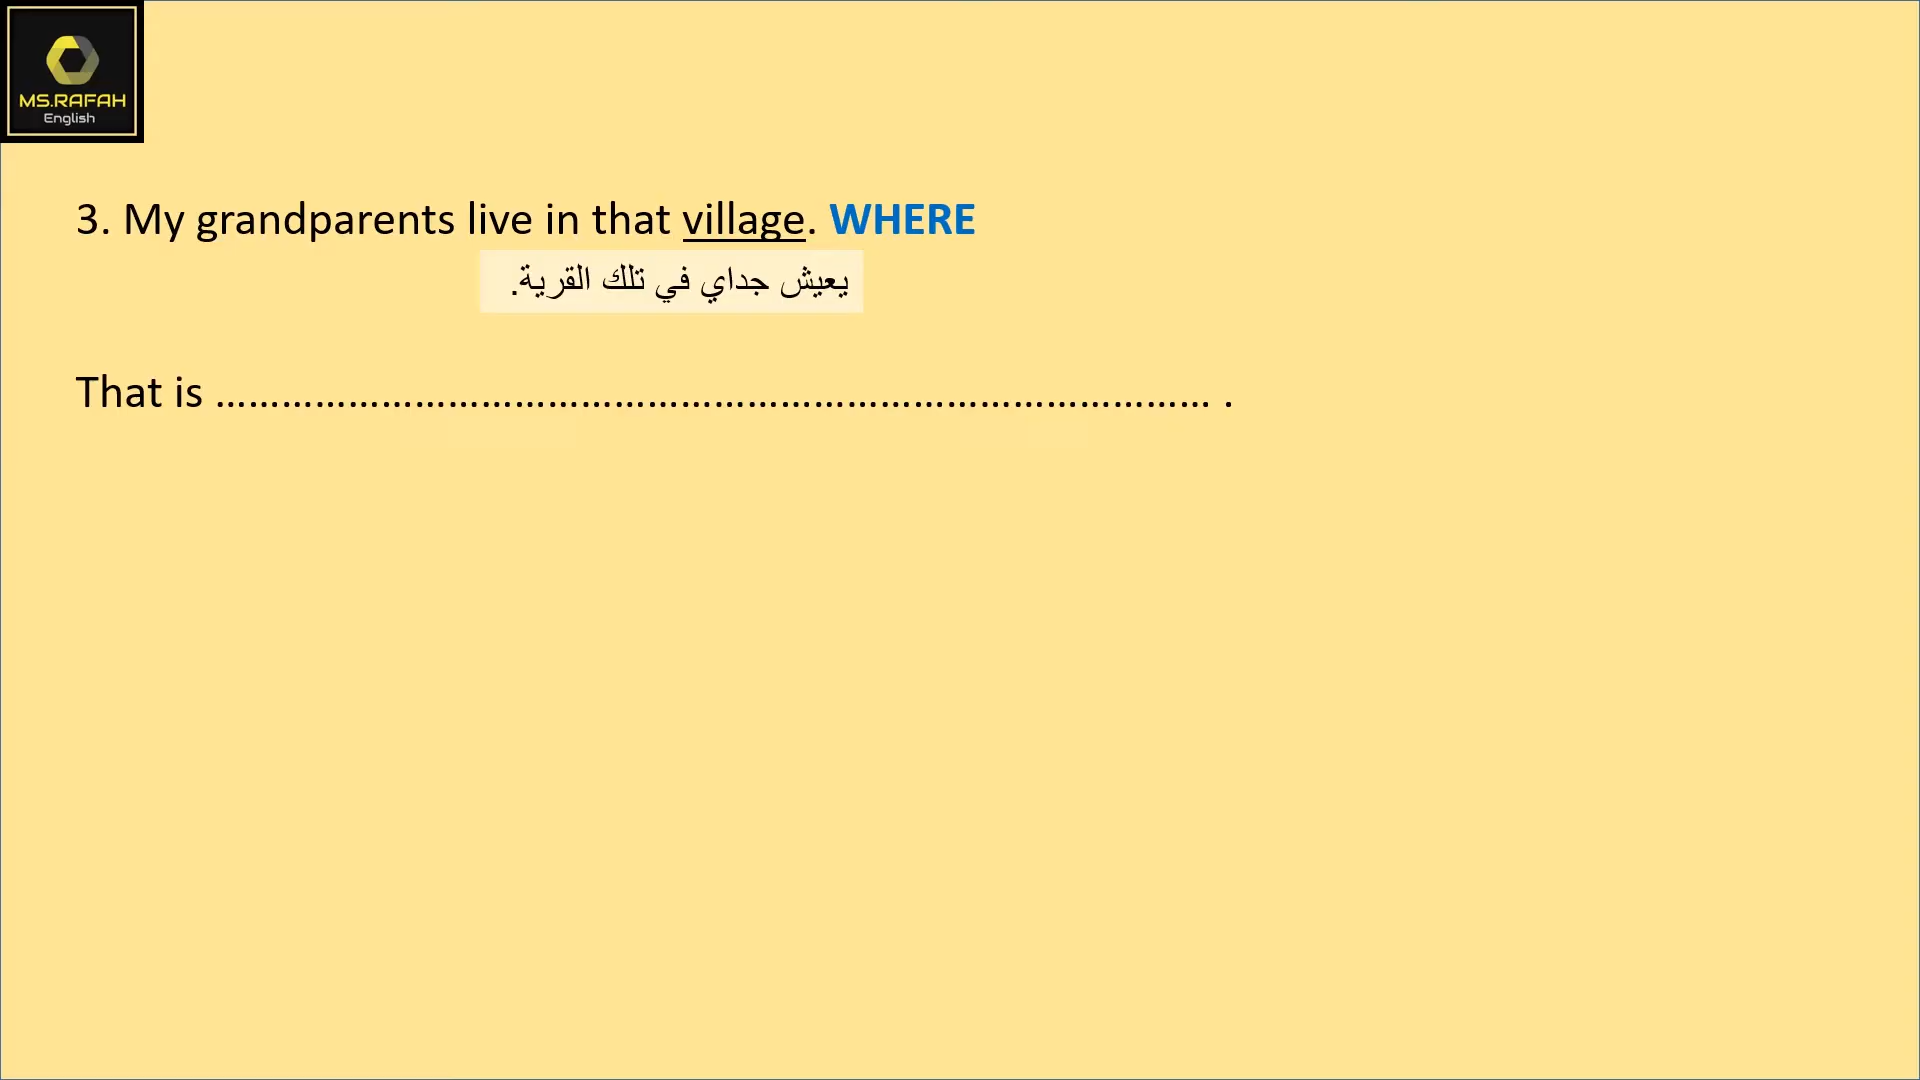 MS.RAFAH
English
3. My grandparents live in that village. WHERE
يعيش جداي في تلك القرية.
That is ……………………………………………………………………………… .